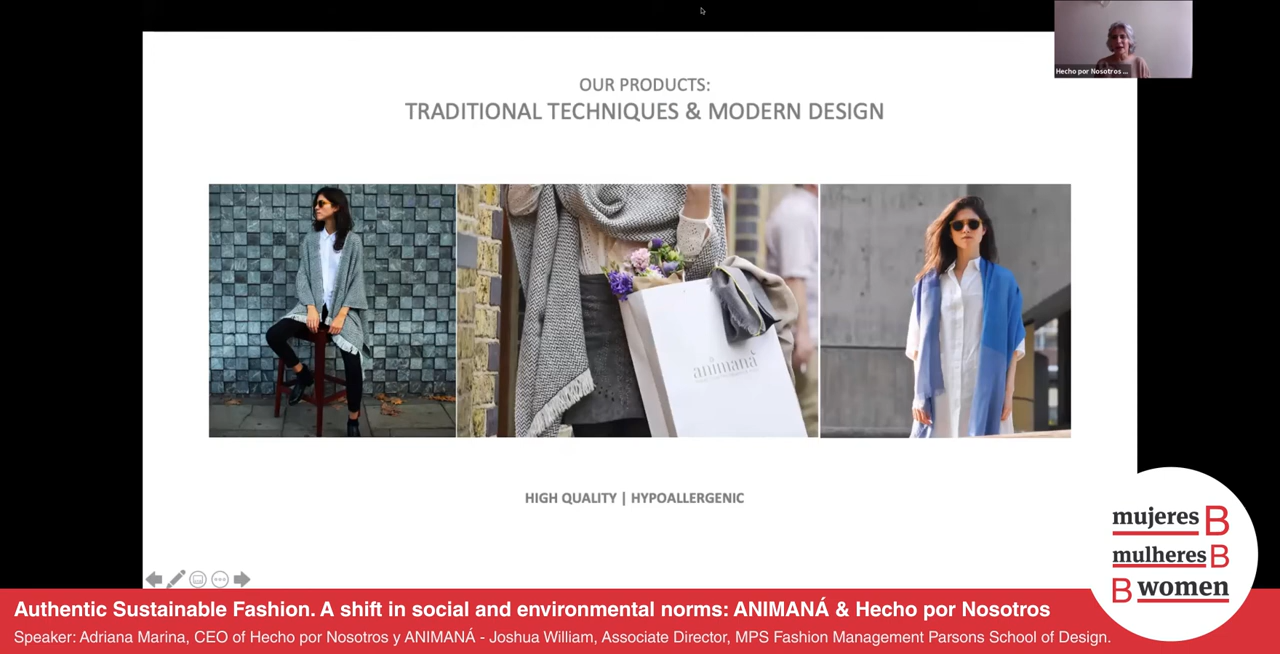 Hecho por Nosotros ...
OUR PRODUCTS:
TRADITIONAL TECHNIQUES & MODERN DESIGN
animaná
HIGH QUALITY | HYPOALLERGENIC
mujeres B
mulheres B
B women
Authentic Sustainable Fashion. A shift in social and environmental norms: ANIMANÁ & Hecho por Nosotros
Speaker: Adriana Marina, CEO of Hecho por Nosotros y ANIMANÁ - Joshua William, Associate Director, MPS Fashion Management Parsons School of Design.